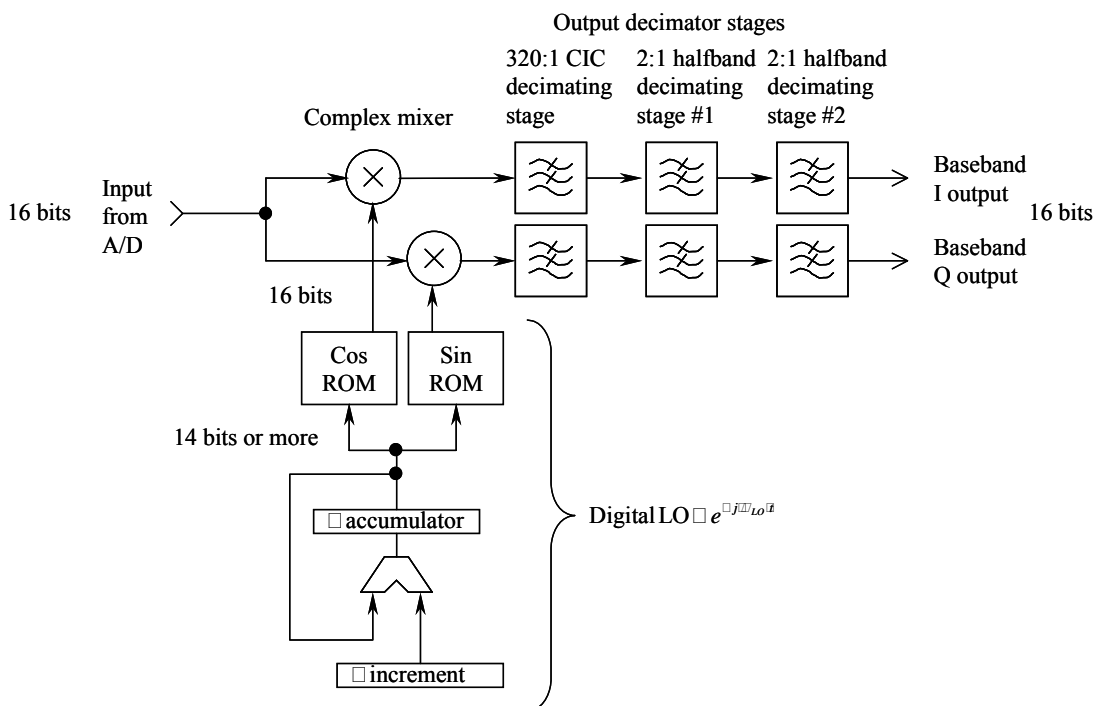 Output decimator stages
320:1 CIC
decimating
stage
2:1 halfband
decimating
stage #1
2:1 halfband
decimating
stage #2
Complex mixer
16 bits
Input
from
A/D
Baseband
I output
16 bits
Baseband
Q output
16 bits
Cos
ROM
Sin
ROM
14 bits or more
□ accumulator
Digital LO □ e □ j□□ LO □t
□ increment